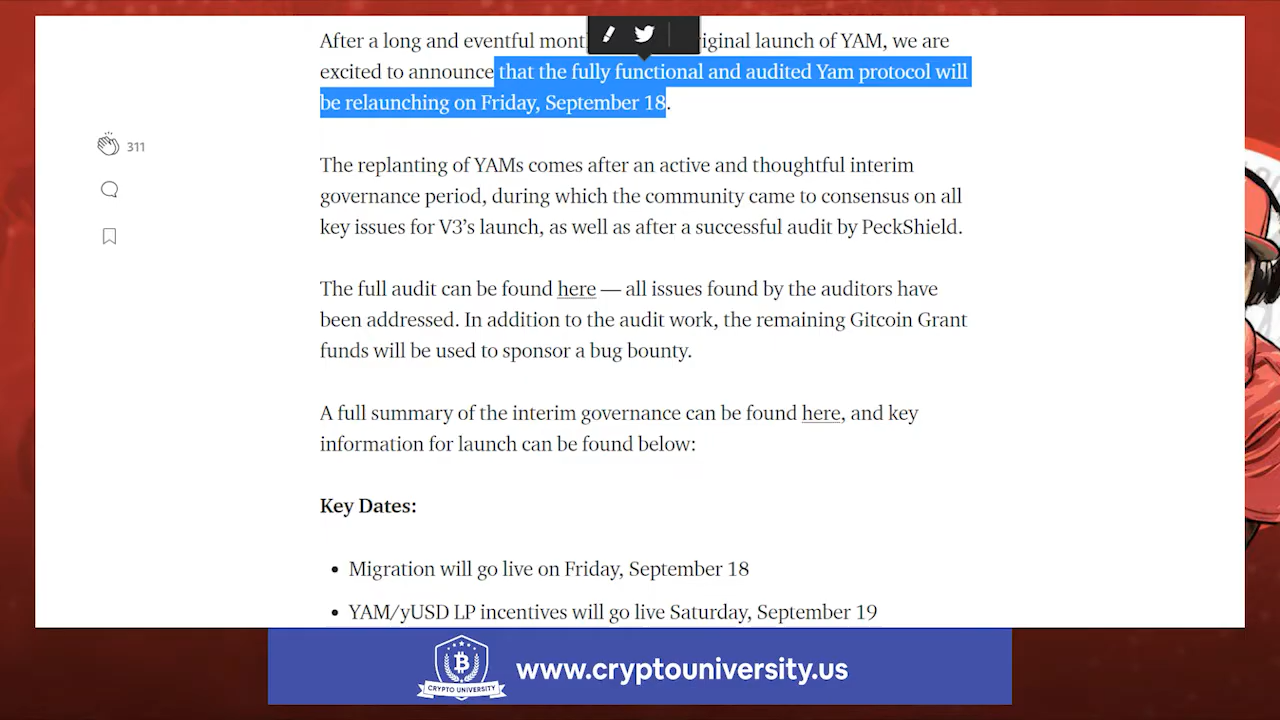 After a long and eventful mont iginal launch of YAM, we are
excited to announce that the fully functional and audited Yam protocol will
be relaunching on Friday, September 18.
311
The replanting of YAMs comes after an active and thoughtful interim
governance period, during which the community came to consensus on all
key issues for V3’s launch, as well as after a successful audit by PeckShield.
The full audit can be found here — all issues found by the auditors have
been addressed. In addition to the audit work, the remaining Gitcoin Grant
funds will be used to sponsor a bug bounty.
A full summary of the interim governance can be found here, and key
information for launch can be found below:
Key Dates:
• Migration will go live on Friday, September 18
• YAM/yUSD LP incentives will go live Saturday, September 19
CRYPTO UNIVERSITY
www.cryptouniversity.us